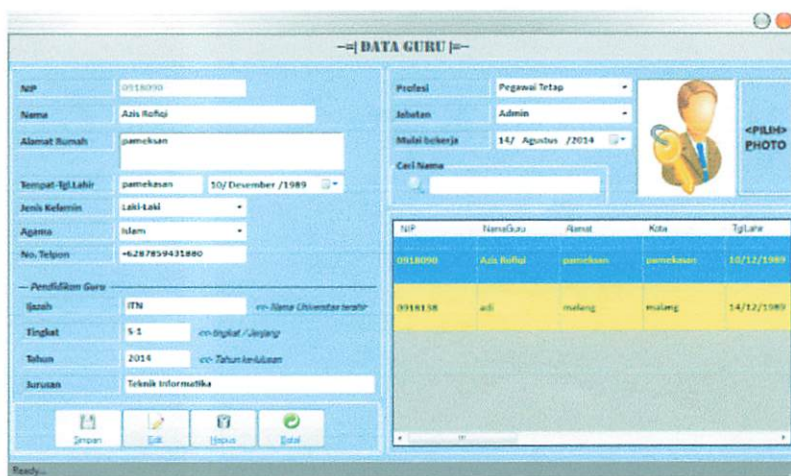 --=| DATA GURU |=--
NIP 0918090
Nama Azis Rofiqi
Alamat Rumah pameksan
Tempat-Tgl.Lahir pamekasan 10/ Desember /1989
Jenis Kelamin Laki-Laki
Agama Islam
No. Telpon +6287859431880
Pendidikan Guru
Ijazah ITN <=- Nama Universitas terahir
Tingkat S-1 <=- tingkat / Jenjang
Tahun 2014 <=- Tahun kelulusan
Jurusan Teknik Informatika
Simpan Edit Hapus Batal
Profesi Pegawai Tetap
Jabatan Admin
Mulai bekerja 14/ Agustus /2014
Cari Nama
<PILIH>
PHOTO
NIP NamaGuru Alamat Kota TglLahir
0918090 Azis Rofiqi pameksan pamekasan 10/12/1989
0918138 adi malang malang 14/12/1989
Ready...